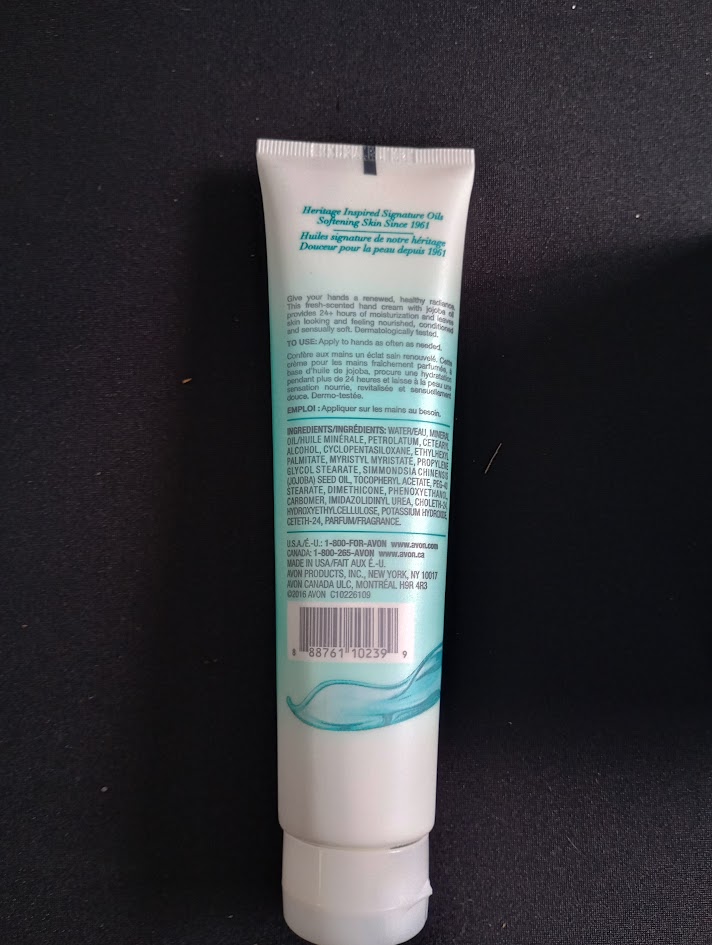 Heritage Inspired Signature Oils
Softening Skin Since 1961
Huiles signature de notre héritage
Douceur pour la peau depuis 1961
Give your hands a renewed, healthy radiance.
This fresh-scented hand cream with jojoba oil
provides 24+ hours of moisturization and leaves
skin looking and feeling nourished, conditioned
and sensually soft. Dermatologically tested.
TO USE: Apply to hands as often as needed.
Confère aux mains un éclat sain renouvelé. Cette
crème pour les mains fraîchement parfumée, à
base d'huile de jojoba, procure une hydratation
pendant plus de 24 heures et laisse à la peau une
sensation nourrie, revitalisée et sensuellement
douce. Dermo-testée.
EMPLOI : Appliquer sur les mains au besoin.
INGREDIENTS/INGRÉDIENTS: WATER/EAU, MINERAL
OIL/HUILE MINÉRALE, PETROLATUM, CETEARYL
ALCOHOL, CYCLOPENTASILOXANE, ETHYLHEXYL
PALMITATE, MYRISTYL MYRISTATE, PROPYLENE
GLYCOL STEARATE, SIMMONDSIA CHINENSIS
(JOJOBA) SEED OIL, TOCOPHERYL ACETATE, PEG-40
STEARATE, DIMETHICONE, PHENOXYETHANOL,
CARBOMER, IMIDAZOLIDINYL UREA, CHOLETH-24,
HYDROXYETHYLCELLULOSE, POTASSIUM HYDROXIDE,
CETETH-24, PARFUM/FRAGRANCE.
U.S.A./É.-U.: 1-800-FOR-AVON www.avon.com
CANADA: 1-800-265-AVON www.avon.ca
MADE IN USA/FAIT AUX É.-U.
AVON PRODUCTS, INC., NEW YORK, NY 10017
AVON CANADA ULC, MONTRÉAL H9R 4R3
©2016 AVON C10226109
8 88761 10239 9